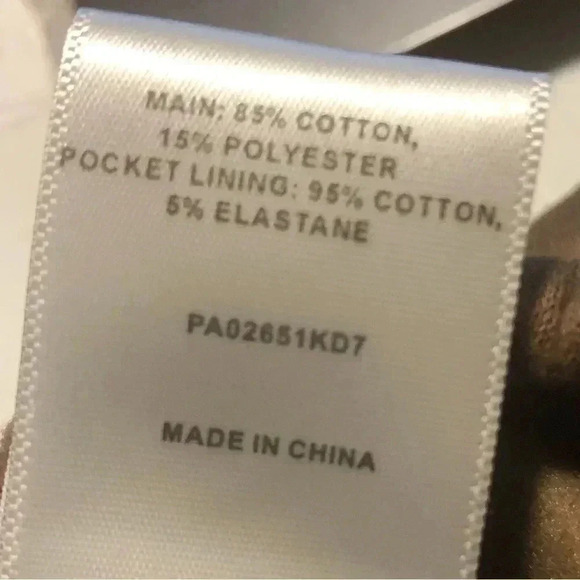 MAIN: 85% COTTON,
15% POLYESTER
POCKET LINING: 95% COTTON,
5% ELASTANE
PA02651KD7
MADE IN CHINA